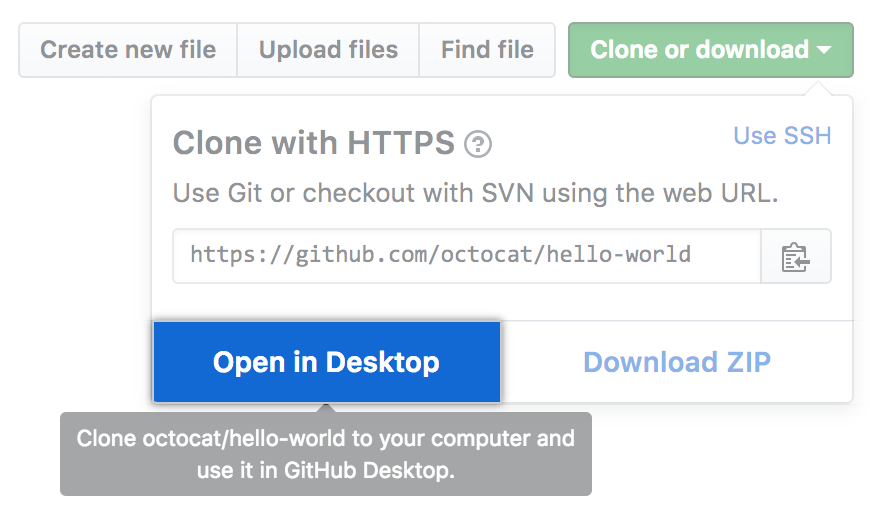 Create new file Upload files Find file Clone or download
Clone with HTTPS ?
Use SSH
Use Git or checkout with SVN using the web URL.
https://github.com/octocat/hello-world
Open in Desktop Download ZIP
Clone octocat/hello-world to your computer and
use it in GitHub Desktop.